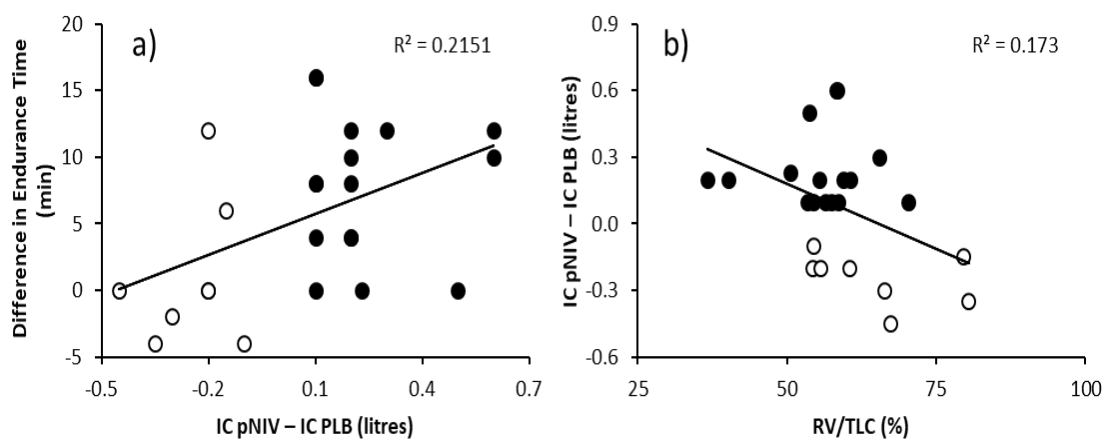 a)
R² = 0.2151
Difference in Endurance Time
(min)
20
15
10
5
0
-5
-0.5
-0.2
0.1
0.4
0.7
IC pNIV – IC PLB (litres)
b)
R² = 0.173
IC pNIV – IC PLB (litres)
0.9
0.6
0.3
0.0
-0.3
-0.6
25
50
75
100
RV/TLC (%)